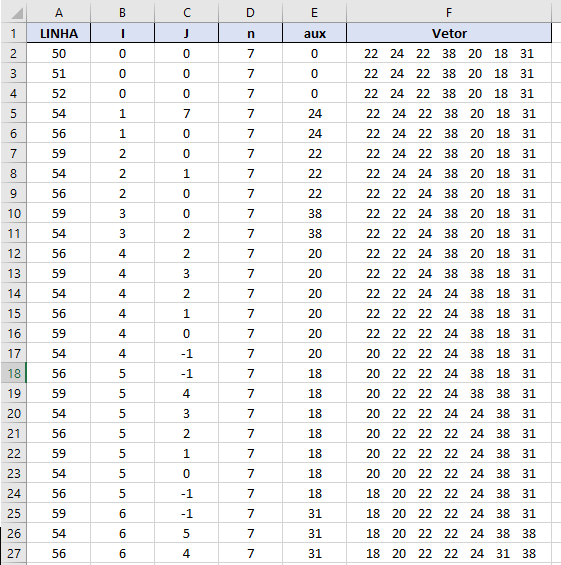 A B C D E F
1 LINHA I J n aux Vetor
2 50 0 0 7 0 22 24 22 38 20 18 31
3 51 0 0 7 0 22 24 22 38 20 18 31
4 52 0 0 7 0 22 24 22 38 20 18 31
5 54 1 7 7 24 22 24 22 38 20 18 31
6 56 1 0 7 24 22 24 22 38 20 18 31
7 59 2 0 7 22 22 24 22 38 20 18 31
8 54 2 1 7 22 22 24 24 38 20 18 31
9 56 2 0 7 22 22 22 24 38 20 18 31
10 59 3 0 7 38 22 22 24 38 20 18 31
11 54 3 2 7 38 22 22 24 38 20 18 31
12 56 4 2 7 20 22 22 24 38 20 18 31
13 59 4 3 7 20 22 22 24 38 38 18 31
14 54 4 2 7 20 22 22 24 24 38 18 31
15 56 4 1 7 20 22 22 22 24 38 18 31
16 59 4 0 7 20 22 22 22 24 38 18 31
17 54 4 -1 7 20 20 22 22 24 38 18 31
18 56 5 -1 7 18 20 22 22 24 38 18 31
19 59 5 4 7 18 20 22 22 24 38 38 31
20 54 5 3 7 18 20 22 22 24 24 38 31
21 56 5 2 7 18 20 22 22 22 24 38 31
22 59 5 1 7 18 20 22 22 22 24 38 31
23 54 5 0 7 18 20 20 22 22 24 38 31
24 56 5 -1 7 18 18 20 22 22 24 38 31
25 59 6 -1 7 31 18 20 22 22 24 38 31
26 54 6 5 7 31 18 20 22 22 24 38 38
27 56 6 4 7 31 18 20 22 22 24 31 38